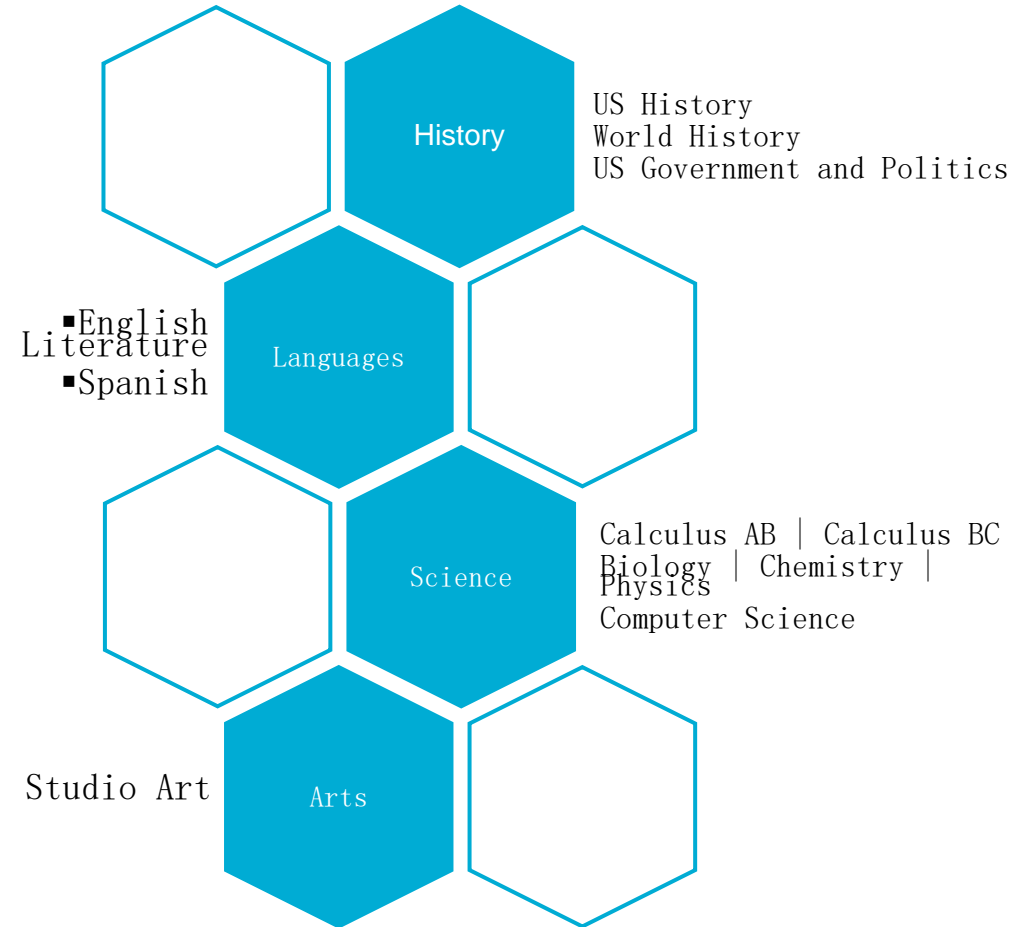 History
US History
World History
US Government and Politics
▪English
Literature
▪Spanish
Languages
Science
Calculus AB | Calculus BC
Biology | Chemistry |
Physics
Computer Science
Studio Art
Arts